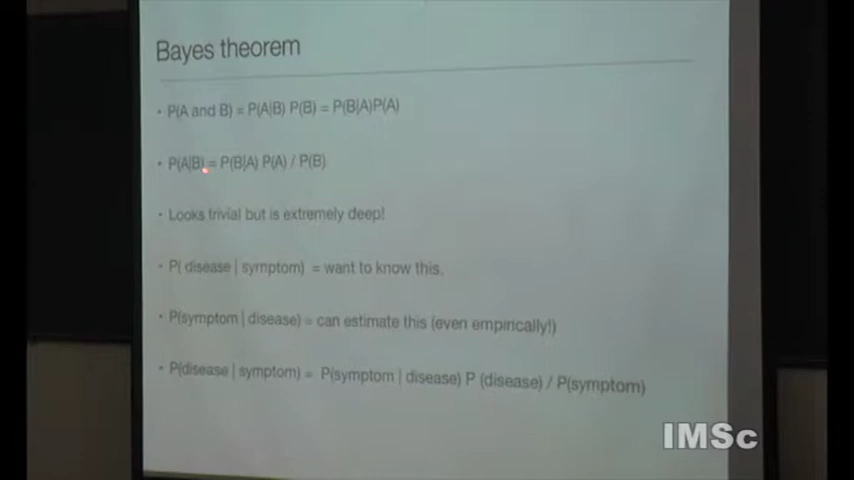 Bayes theorem
• P(A and B) = P(A|B) P(B) = P(B|A)P(A)
• P(A|B) = P(B|A) P(A) / P(B)
• Looks trivial but is extremely deep!
• P( disease | symptom) = want to know this.
• P(symptom | disease) = can estimate this (even empirically!)
• P(disease | symptom) = P(symptom | disease) P (disease) / P(symptom)
IMSc